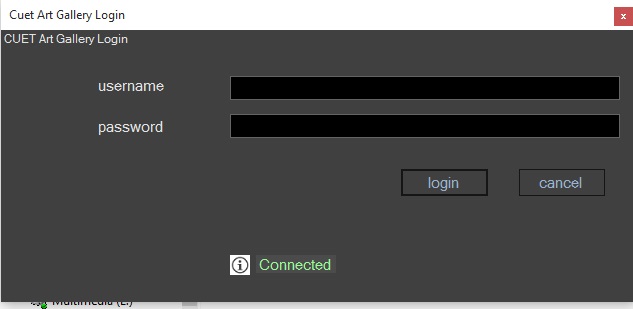 Cuet Art Gallery Login
x
CUET Art Gallery Login
username
password
login
cancel
Connected
Multimedia (E:)